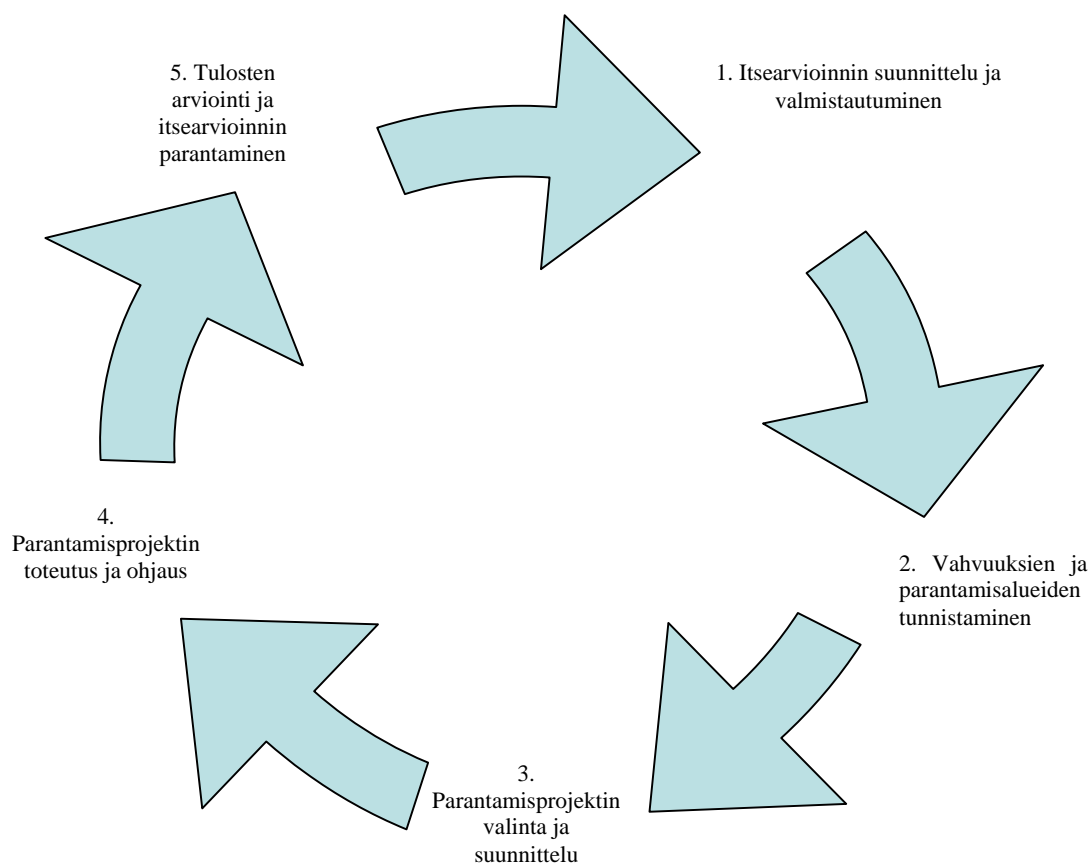 1. Itsearvioinnin suunnittelu ja
valmistautuminen
2. Vahvuuksien ja
parantamisalueiden
tunnistaminen
3.
Parantamisprojektin
valinta ja
suunnittelu
4.
Parantamisprojektin
toteutus ja ohjaus
5. Tulosten
arviointi ja
itsearvioinnin
parantaminen